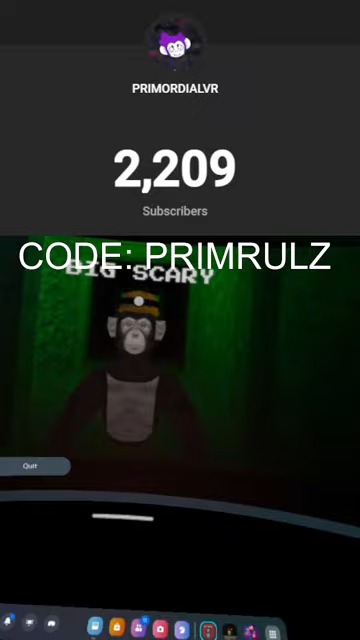 PRIMORDIALVR
2,209
Subscribers
CODE: PRIMRULZ
BIG SCARY
Quit